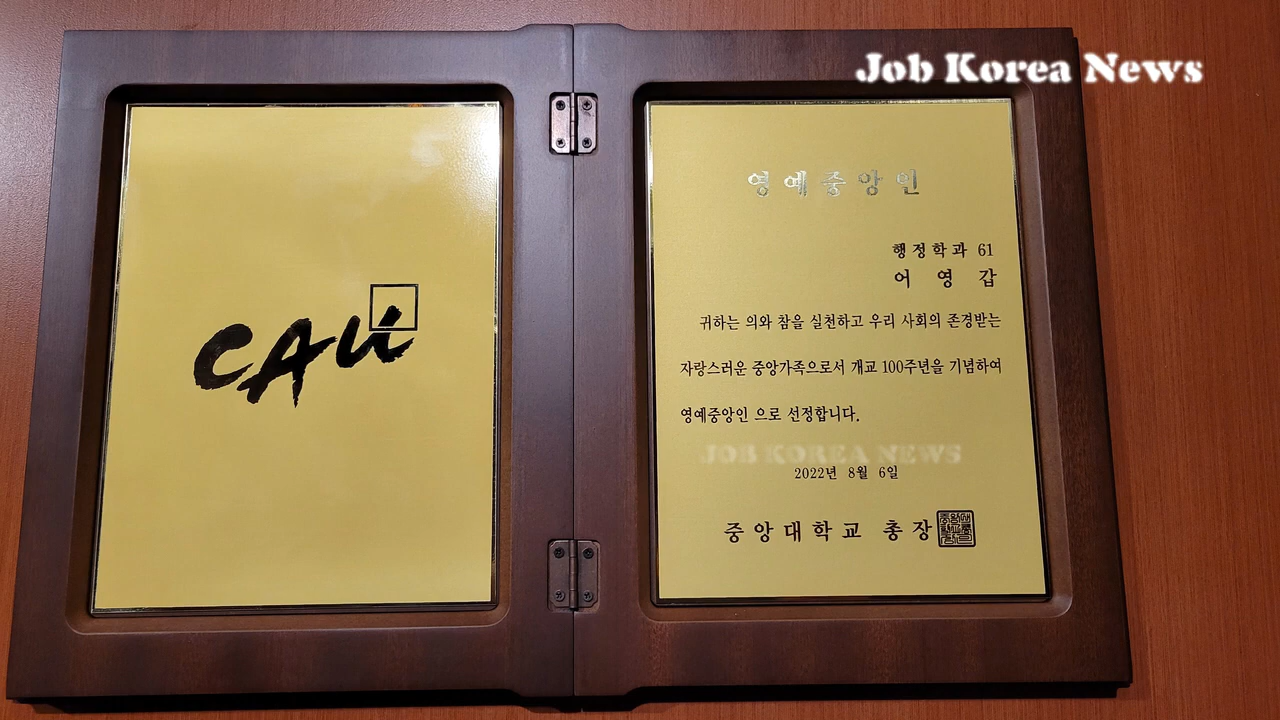 Job Korea News
CAU
영예중앙인
행정학과 61
어영갑
귀하는 의와 참을 실천하고 우리 사회의 존경받는
자랑스러운 중앙가족으로서 개교 100주년을 기념하여
영예중앙인 으로 선정합니다.
JOB KOREA NEWS
2022년 8월 6일
중앙대학교 총장